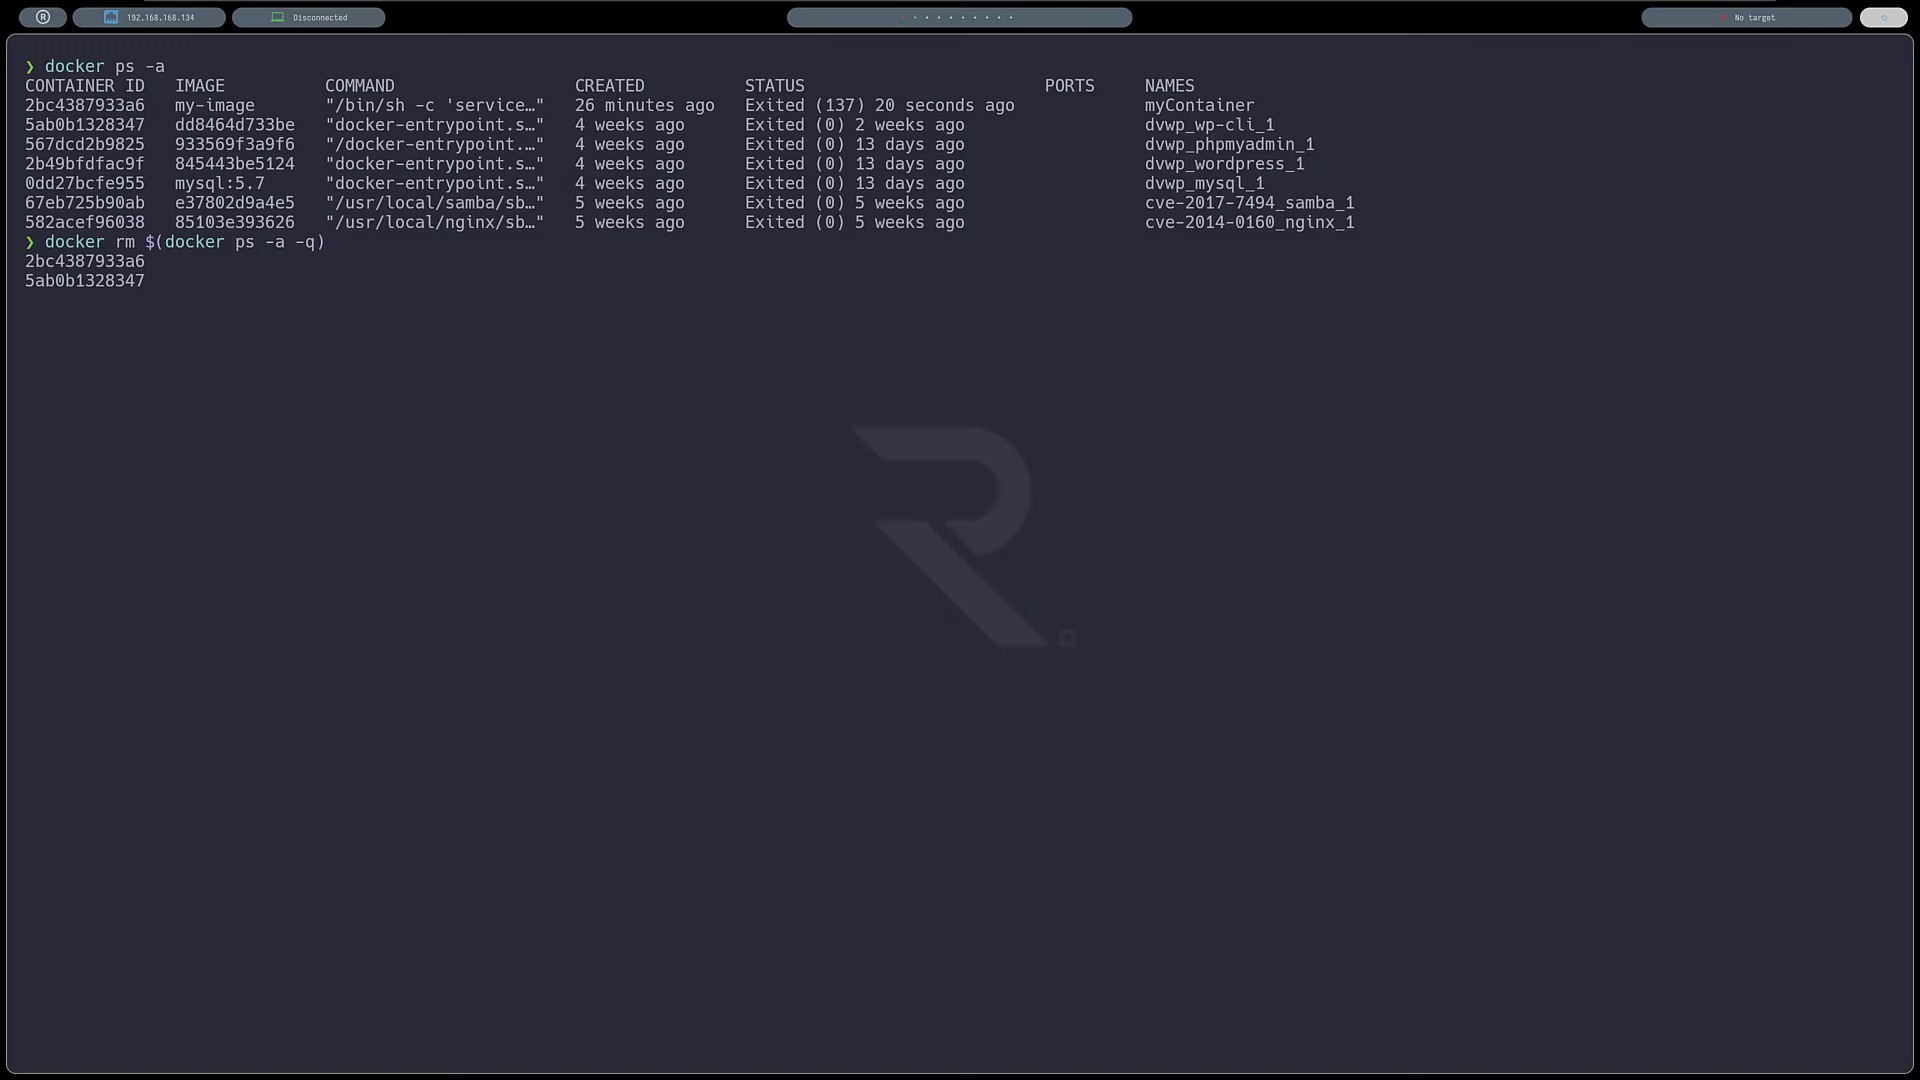 R 192.168.168.134 Disconnected No target
❯ docker ps -a
CONTAINER ID IMAGE COMMAND CREATED STATUS PORTS NAMES
2bc4387933a6 my-image "/bin/sh -c 'service…" 26 minutes ago Exited (137) 20 seconds ago myContainer
5ab0b1328347 dd8464d733be "docker-entrypoint.s…" 4 weeks ago Exited (0) 2 weeks ago dvwp_wp-cli_1
567dcd2b9825 933569f3a9f6 "/docker-entrypoint.…" 4 weeks ago Exited (0) 13 days ago dvwp_phpmyadmin_1
2b49bfdfac9f 845443be5124 "docker-entrypoint.s…" 4 weeks ago Exited (0) 13 days ago dvwp_wordpress_1
0dd27bcfe955 mysql:5.7 "docker-entrypoint.s…" 4 weeks ago Exited (0) 13 days ago dvwp_mysql_1
67eb725b90ab e37802d9a4e5 "/usr/local/samba/sb…" 5 weeks ago Exited (0) 5 weeks ago cve-2017-7494_samba_1
582acef96038 85103e393626 "/usr/local/nginx/sb…" 5 weeks ago Exited (0) 5 weeks ago cve-2014-0160_nginx_1
❯ docker rm $(docker ps -a -q)
2bc4387933a6
5ab0b1328347
R